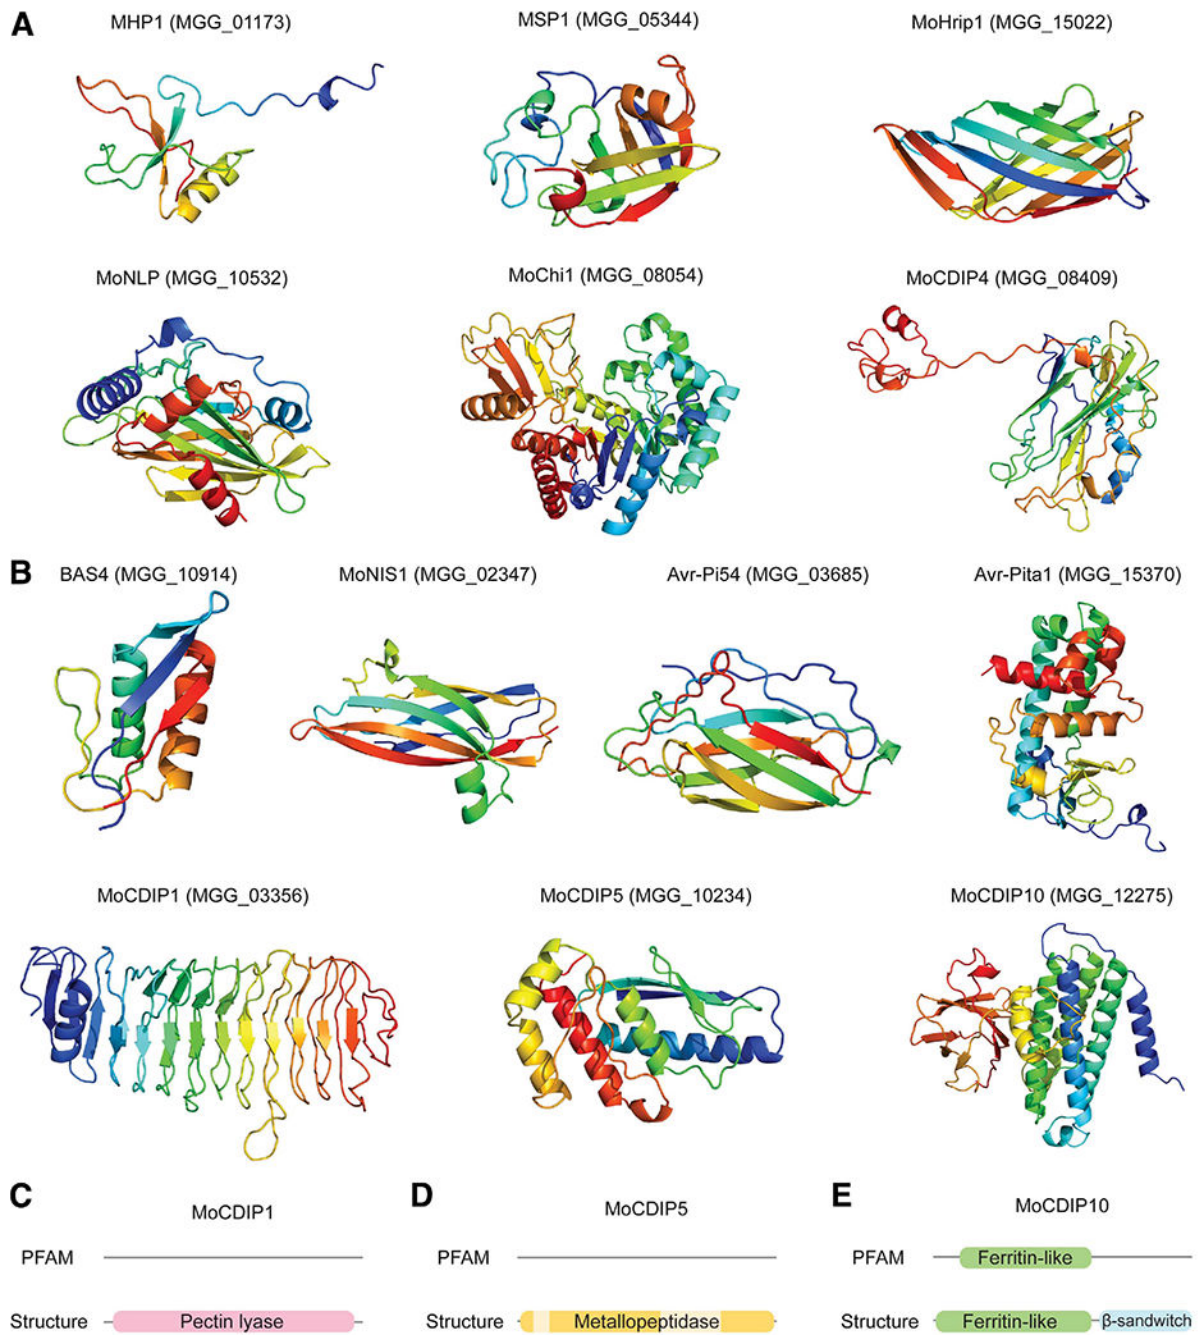 A
MHP1 (MGG_01173)
MSP1 (MGG_05344)
MoHrip1 (MGG_15022)
MoNLP (MGG_10532)
MoChi1 (MGG_08054)
MoCDIP4 (MGG_08409)
B
BAS4 (MGG_10914)
MoNIS1 (MGG_02347)
Avr-Pi54 (MGG_03685)
Avr-Pita1 (MGG_15370)
MoCDIP1 (MGG_03356)
MoCDIP5 (MGG_10234)
MoCDIP10 (MGG_12275)
C
MoCDIP1
PFAM
Structure
Pectin lyase
D
MoCDIP5
PFAM
Structure
Metallopeptidase
E
MoCDIP10
PFAM
Ferritin-like
Structure
Ferritin-like
β-sandwitch